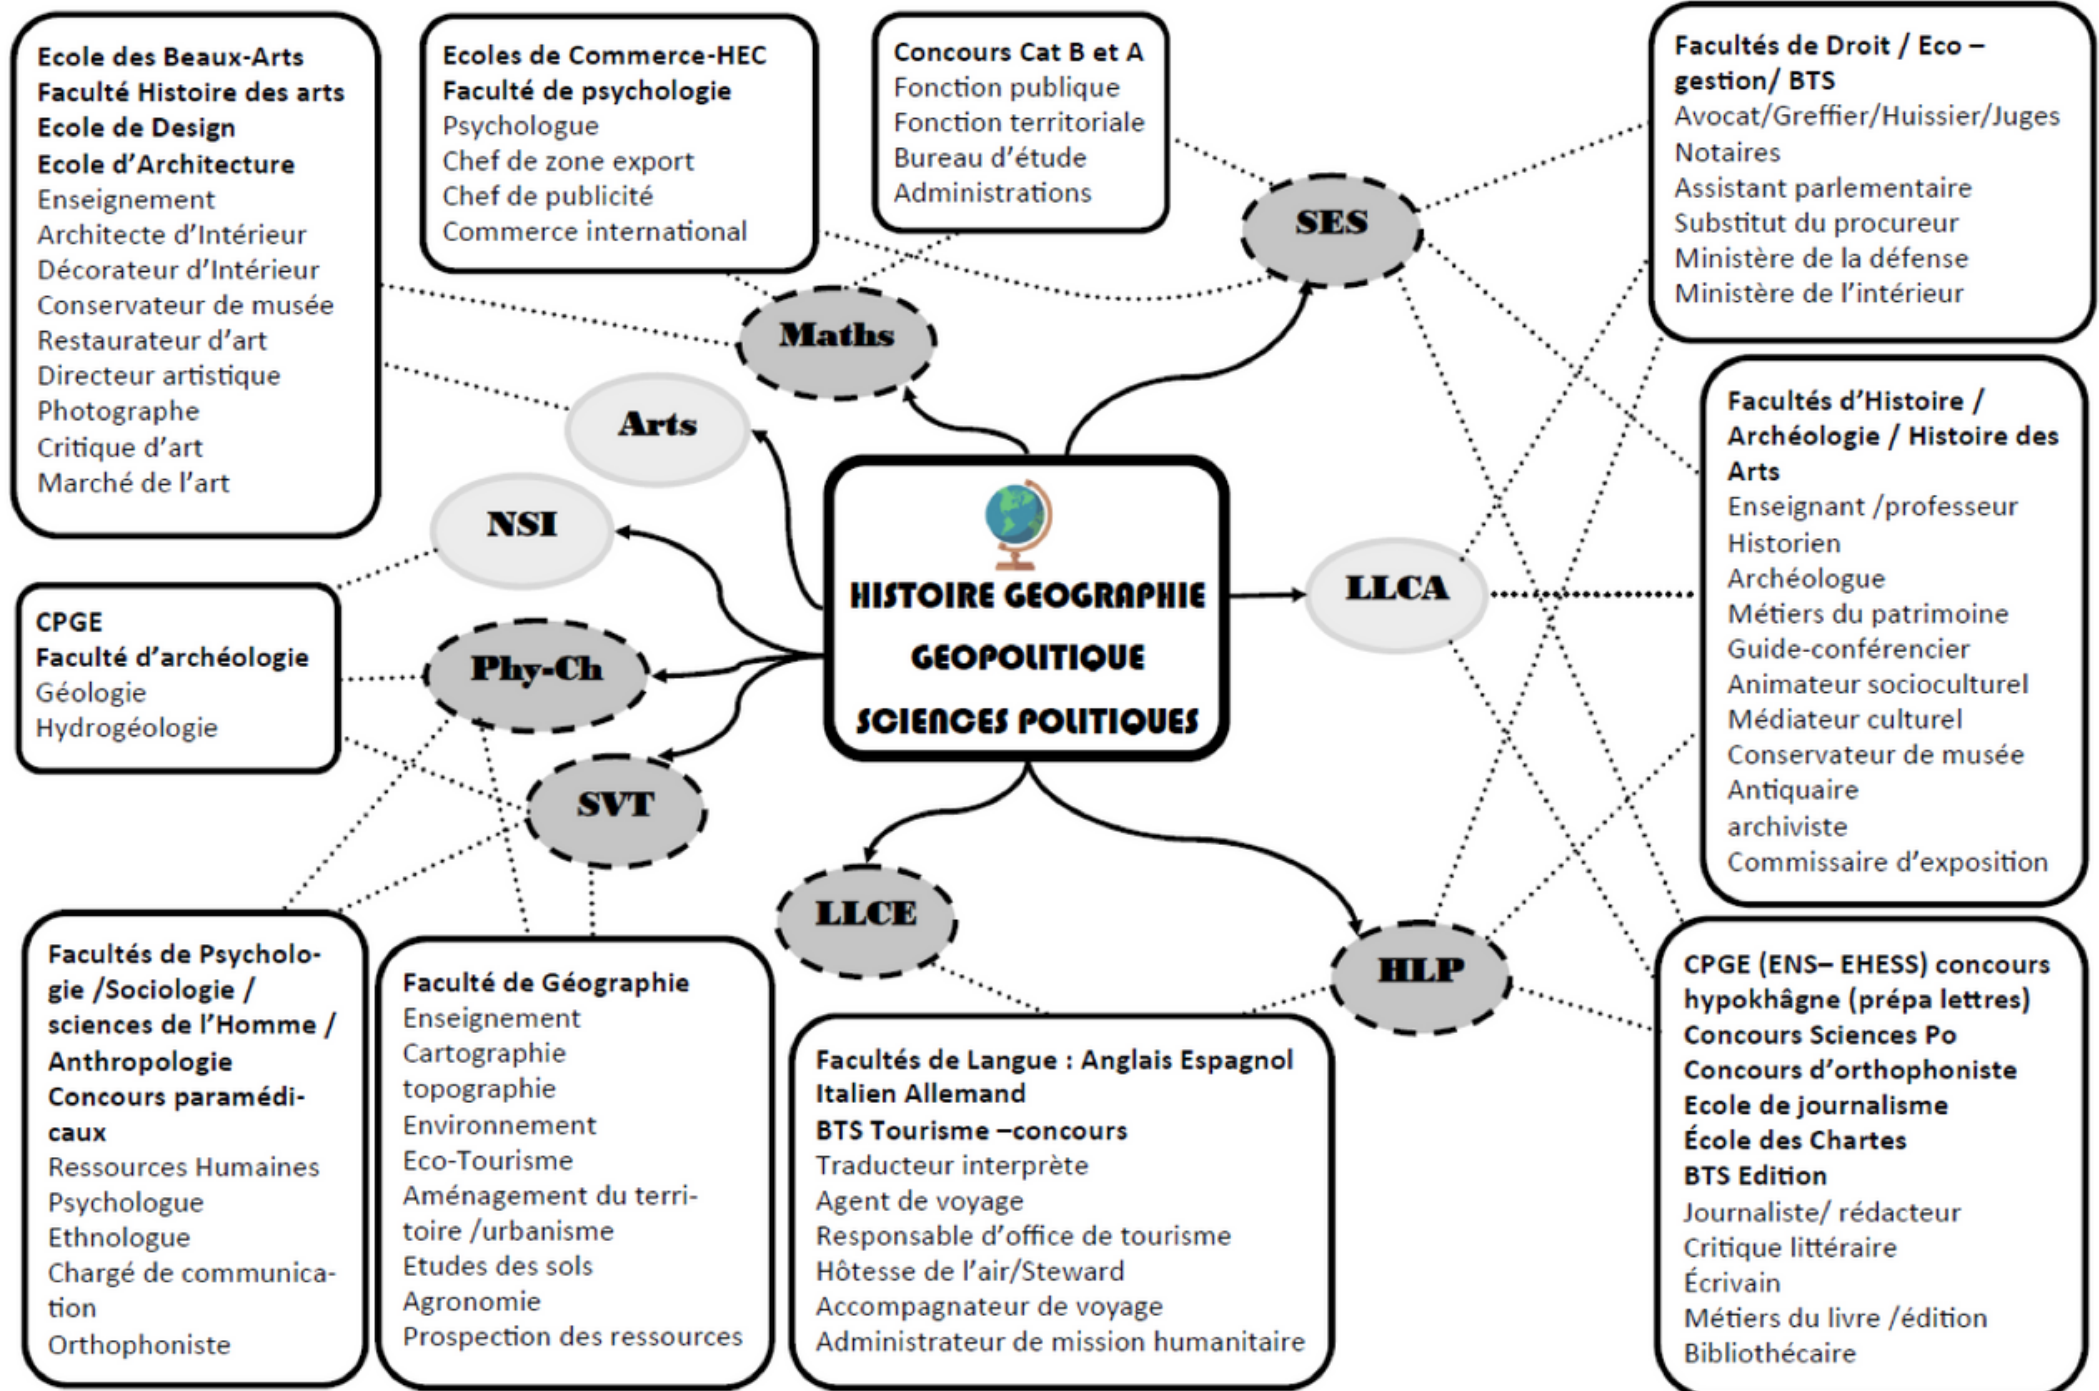 Ecole des Beaux-Arts
Faculté Histoire des arts
Ecole de Design
Ecole d’Architecture
Enseignement
Architecte d’Intérieur
Décorateur d’Intérieur
Conservateur de musée
Restaurateur d’art
Directeur artistique
Photographe
Critique d’art
Marché de l’art
Ecoles de Commerce-HEC
Faculté de psychologie
Psychologue
Chef de zone export
Chef de publicité
Commerce international
Concours Cat B et A
Fonction publique
Fonction territoriale
Bureau d’étude
Administrations
Facultés de Droit / Eco –
gestion/ BTS
Avocat/Greffier/Huissier/Juges
Notaires
Assistant parlementaire
Substitut du procureur
Ministère de la défense
Ministère de l’intérieur
SES
Maths
Arts
NSI
Phy-Ch
SVT
HISTOIRE GEOGRAPHIE
GEOPOLITIQUE
SCIENCES POLITIQUES
LLCA
LLCE
HLP
Facultés d’Histoire /
Archéologie / Histoire des
Arts
Enseignant /professeur
Historien
Archéologue
Métiers du patrimoine
Guide-conférencier
Animateur socioculturel
Médiateur culturel
Conservateur de musée
Antiquaire
archiviste
Commissaire d’exposition
CPGE
Faculté d’archéologie
Géologie
Hydrogéologie
Facultés de Psycholo-
gie /Sociologie /
sciences de l’Homme /
Anthropologie
Concours paramédi-
caux
Ressources Humaines
Psychologue
Ethnologue
Chargé de communica-
tion
Orthophoniste
Faculté de Géographie
Enseignement
Cartographie
topographie
Environnement
Eco-Tourisme
Aménagement du terri-
toire /urbanisme
Etudes des sols
Agronomie
Prospection des ressources
Facultés de Langue : Anglais Espagnol
Italien Allemand
BTS Tourisme –concours
Traducteur interprète
Agent de voyage
Responsable d’office de tourisme
Hôtesse de l’air/Steward
Accompagnateur de voyage
Administrateur de mission humanitaire
CPGE (ENS– EHESS) concours
hypokhâgne (prépa lettres)
Concours Sciences Po
Concours d’orthophoniste
Ecole de journalisme
École des Chartes
BTS Edition
Journaliste/ rédacteur
Critique littéraire
Écrivain
Métiers du livre /édition
Bibliothécaire